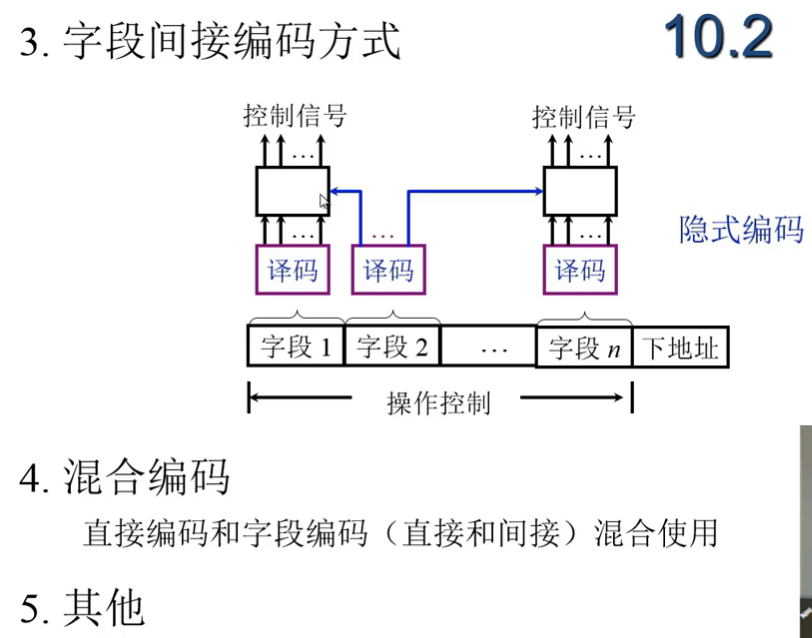 3. 字段间接编码方式
10.2
控制信号
控制信号
…
…
…
…
…
隐式编码
译码
译码
译码
字段 1
字段 2
…
字段 n
下地址
操作控制
4. 混合编码
直接编码和字段编码（直接和间接）混合使用
5. 其他